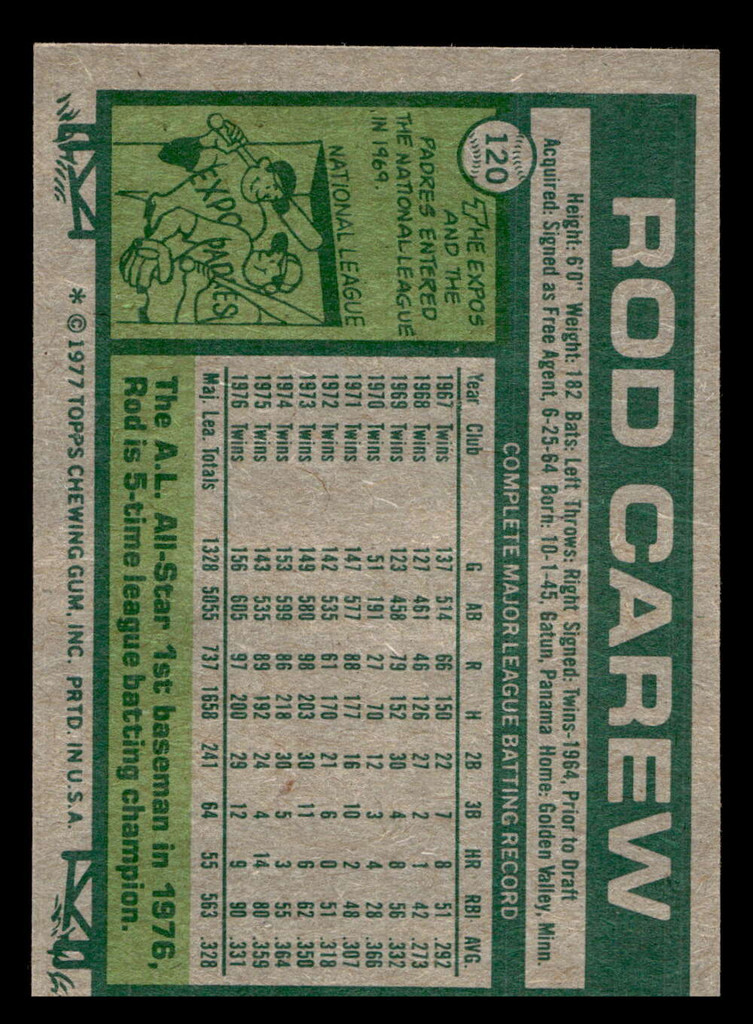 ROD CAREW
Height: 6'0" Weight: 182 Bats: Left Throws: Right Signed: Twins-1964, Prior to Draft
Acquired: Signed as Free Agent, 6-25-64 Born: 10-1-45, Gatun, Panama Home: Golden Valley, Minn.
120
THE EXPOS
AND THE
PADRES ENTERED
THE NATIONAL LEAGUE
IN 1969.
NATIONAL LEAGUE
EXPO
PADRES
COMPLETE MAJOR LEAGUE BATTING RECORD
Year Club G AB R H 2B 3B HR RBI AVG.
1967 Twins 137 514 66 150 22 7 8 51 .292
1968 Twins 127 461 46 126 27 2 1 42 .273
1969 Twins 123 458 79 152 30 4 8 56 .332
1970 Twins 51 191 27 70 12 3 4 28 .366
1971 Twins 147 577 88 177 16 10 2 48 .307
1972 Twins 142 535 61 170 21 6 0 51 .318
1973 Twins 149 580 98 203 30 11 6 62 .350
1974 Twins 153 599 86 218 30 5 3 55 .364
1975 Twins 143 535 89 192 24 4 14 80 .359
1976 Twins 156 605 97 200 29 12 9 90 .331
Maj. Lea. Totals 1328 5055 737 1658 241 64 55 563 .328
The A.L. All-Star 1st baseman in 1976,
Rod is 5-time league batting champion.
* © 1977 TOPPS CHEWING GUM, INC. PRTD. IN U.S.A.